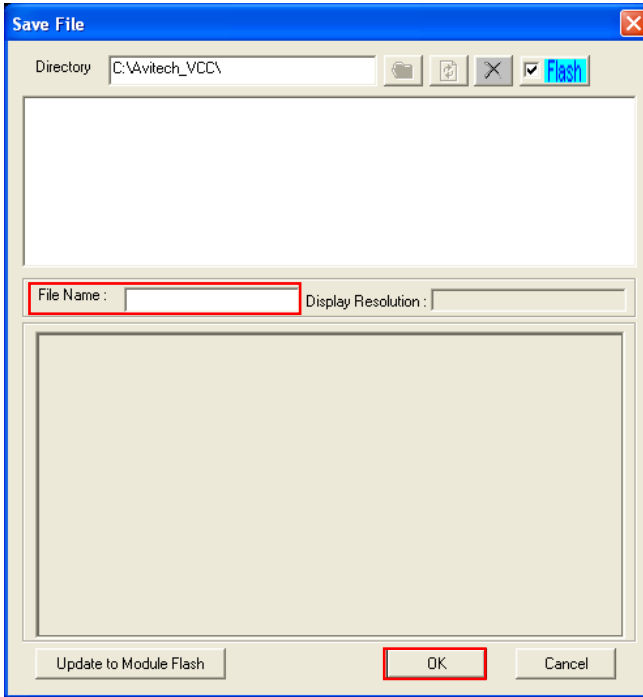 Save File
Directory C:\Avitech_VCC\ Flash
File Name : Display Resolution :
Update to Module Flash OK Cancel